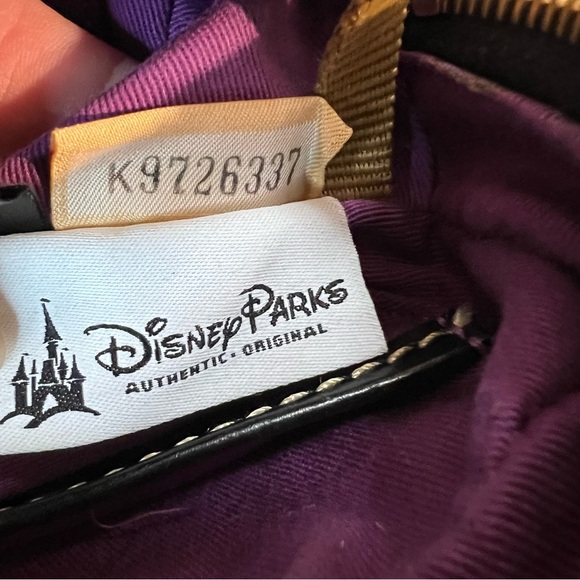 K9726337
Disney Parks
AUTHENTIC • ORIGINAL